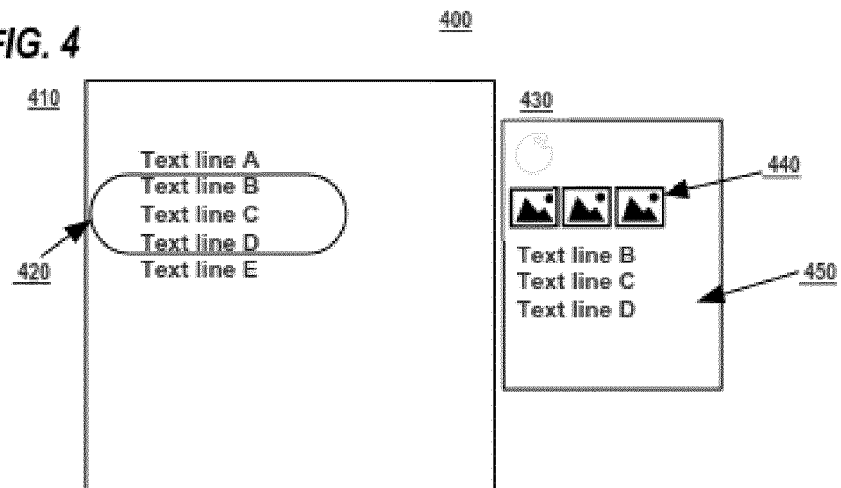 400
FIG. 4
410
430
Text line A
Text line B
Text line C
Text line D
Text line E
420
440
Text line B
Text line C
Text line D
450